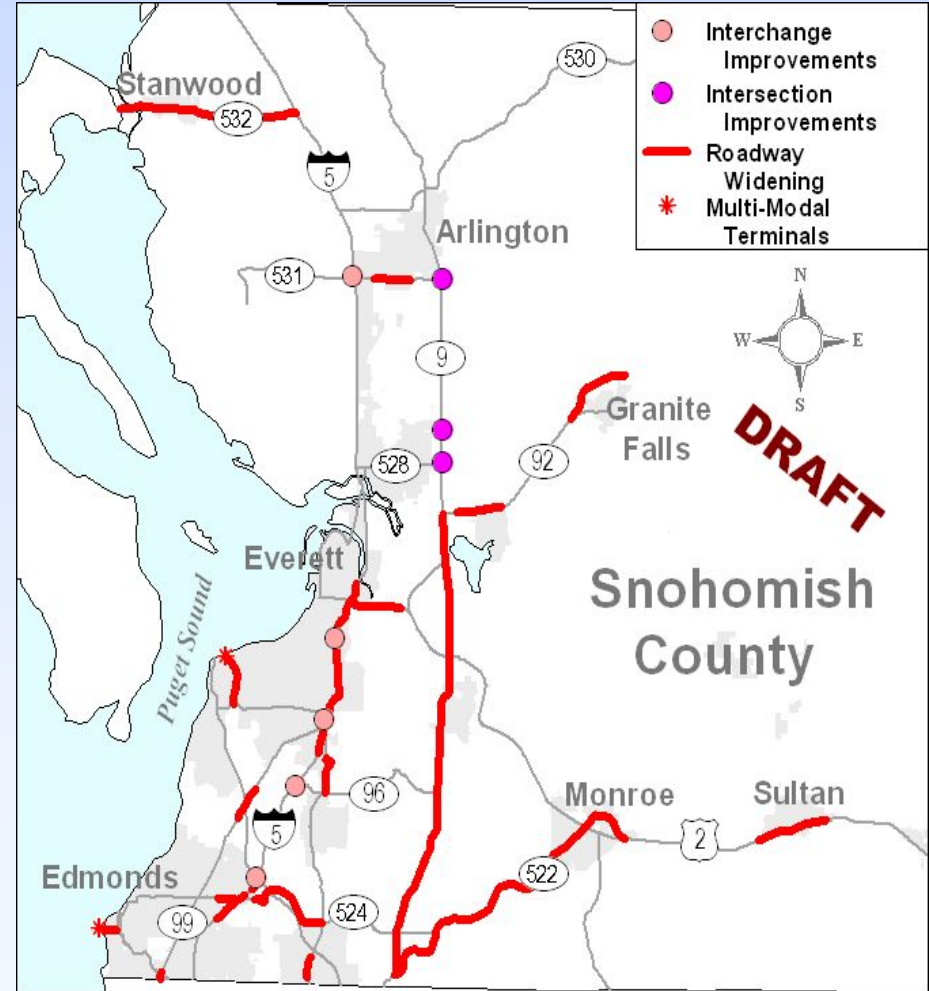 Interchange
Improvements
Intersection
Improvements
Roadway
Widening
Multi-Modal
Terminals
530
Stanwood
532
5
Arlington
531
N
W E
S
9
Granite
Falls
DRAFT
528
92
Everett
Snohomish
County
Puget Sound
96
Monroe
Sultan
5
2
Edmonds
522
99
524